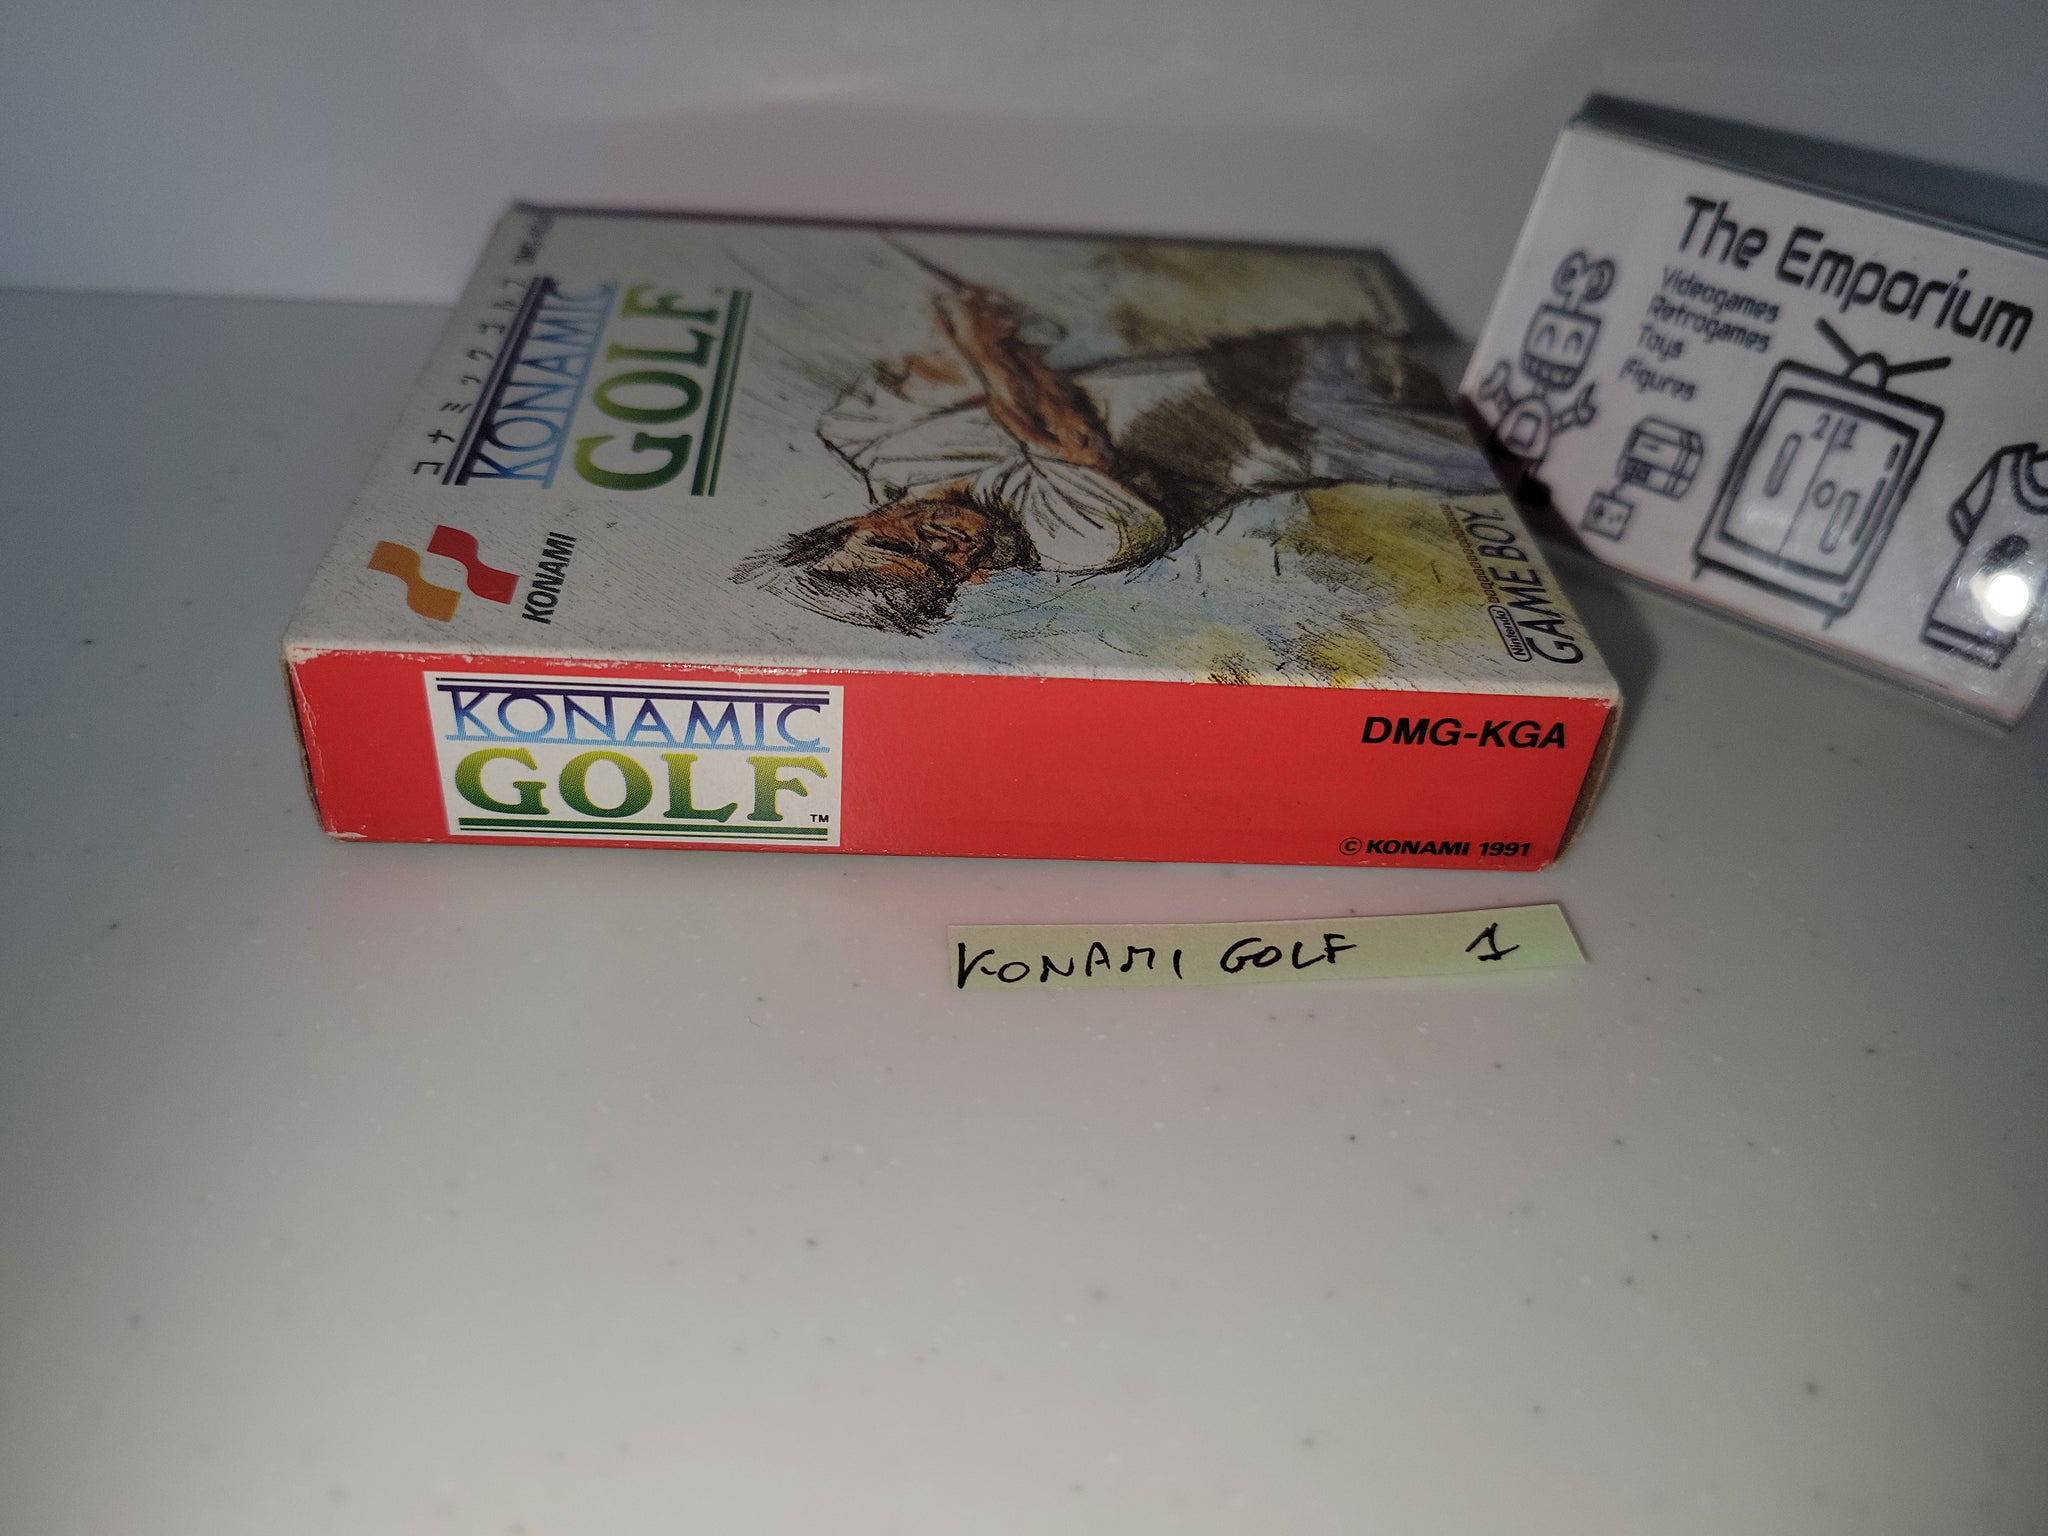 コナミックゴルフ
KONAMIC
GOLF
KONAMI
Nintendo
GAME BOY
KONAMIC
GOLF
TM
DMG-KGA
© KONAMI 1991
KONAMI GOLF 1
The Emporium
Videogames
Retrogames
Toys
Figures